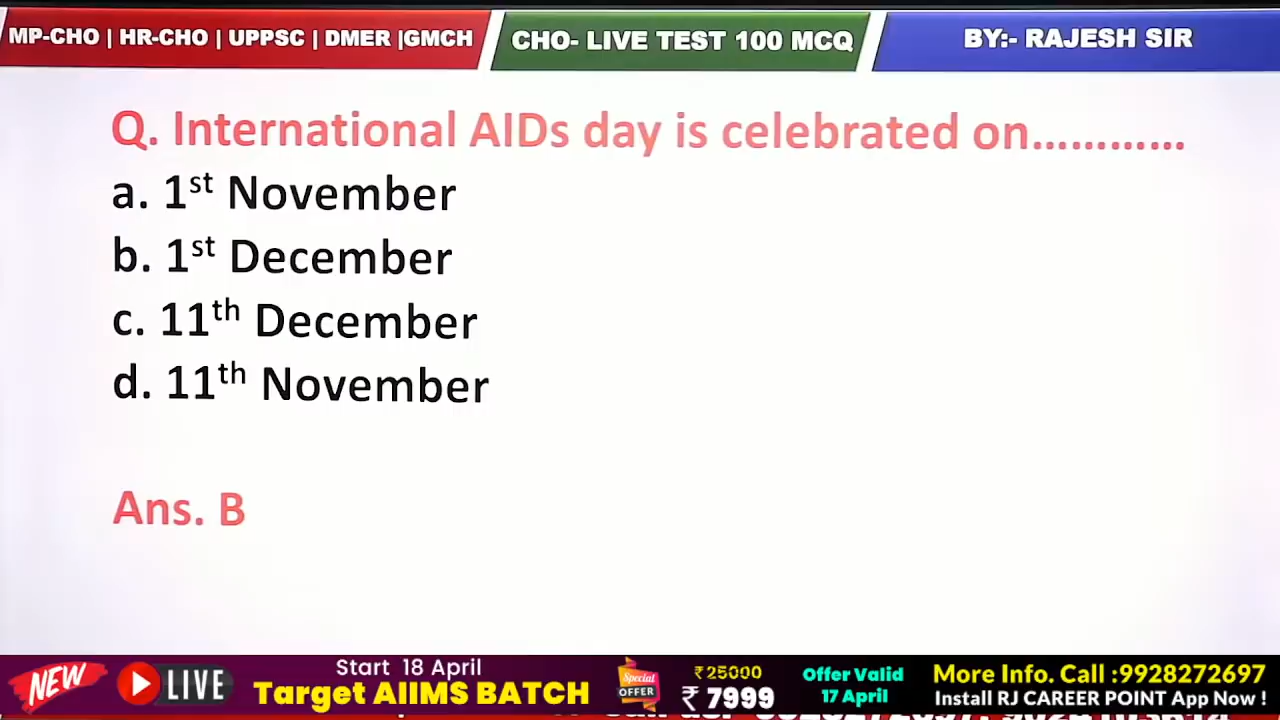 MP-CHO | HR-CHO | UPPSC | DMER |GMCH
CHO- LIVE TEST 100 MCQ
BY:- RAJESH SIR
Q. International AIDs day is celebrated on............
a. 1st November
b. 1st December
c. 11th December
d. 11th November
Ans. B
NEW
LIVE
Start 18 April
Target AIIMS BATCH
Special
OFFER
₹25000
₹ 7999
Offer Valid
17 April
More Info. Call :9928272697
Install RJ CAREER POINT App Now !